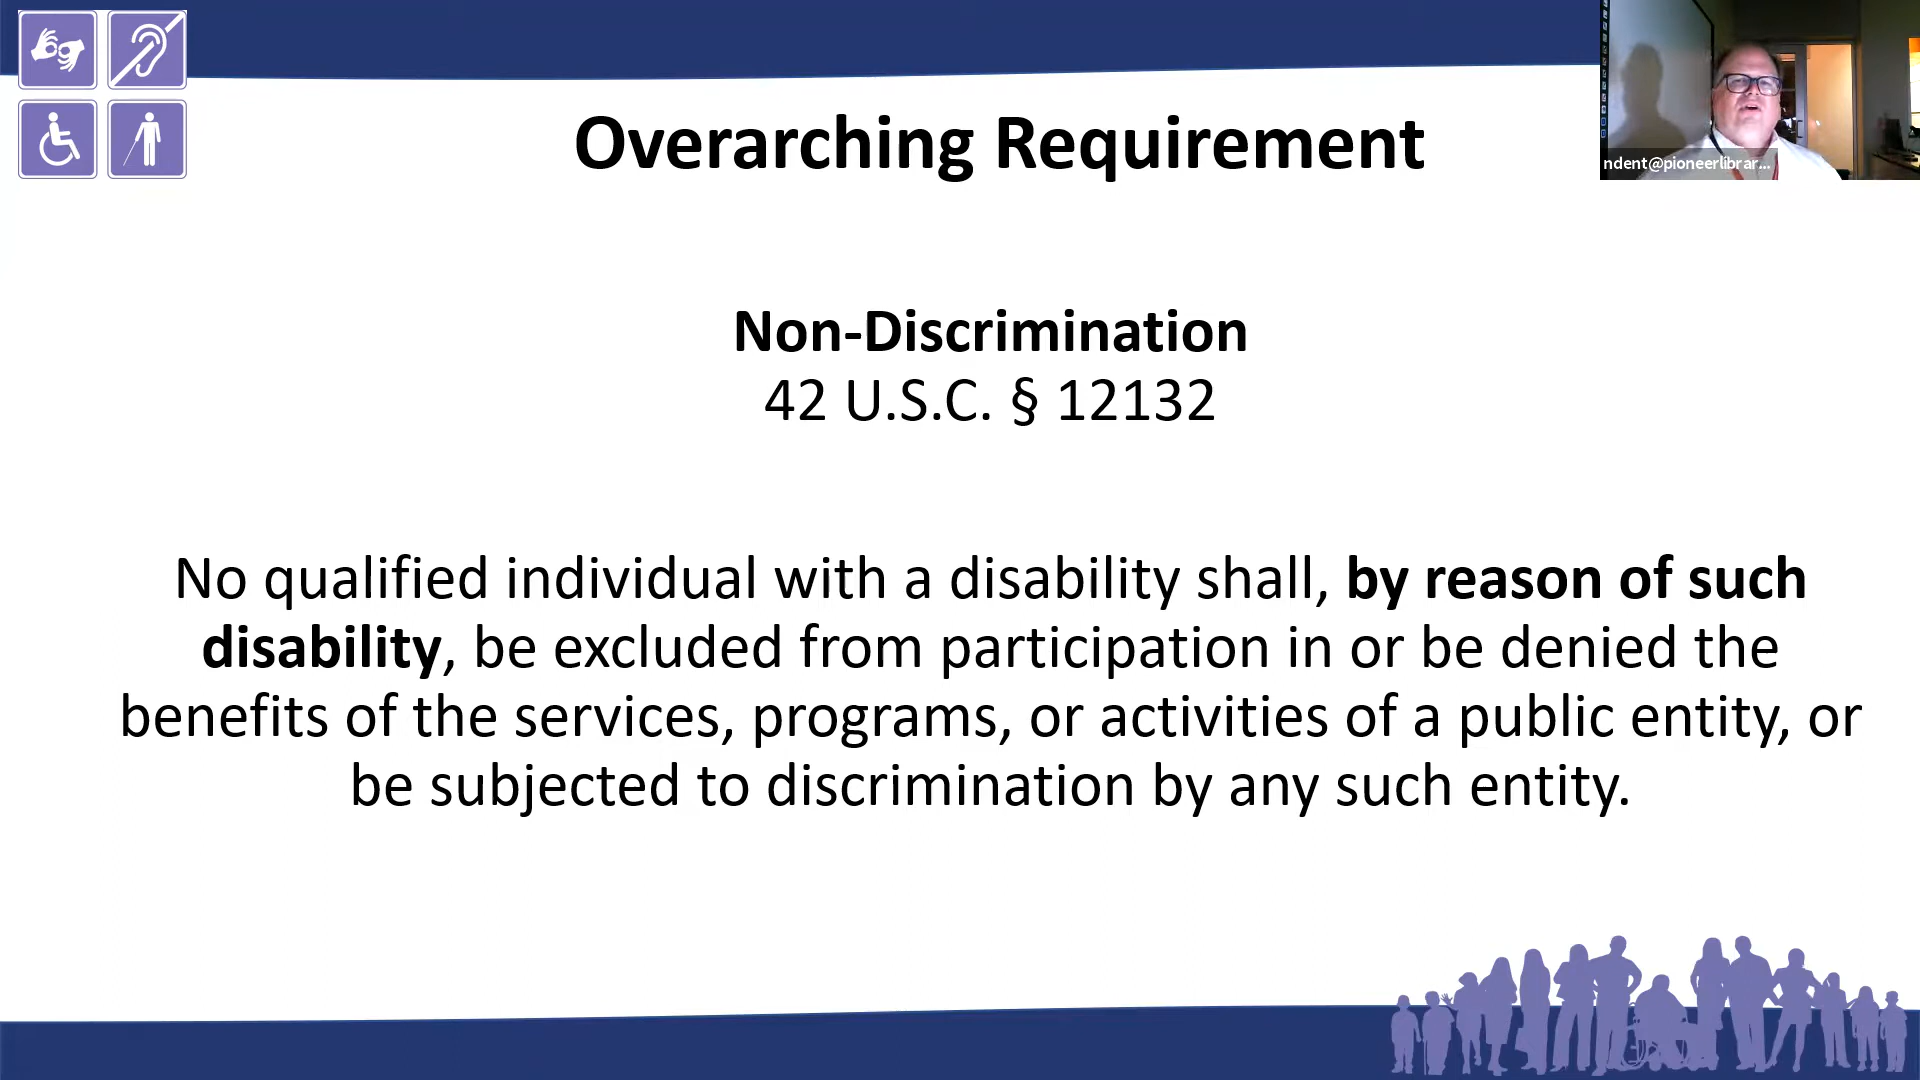 Overarching Requirement
ndent@pioneerlibrar...
Non-Discrimination
42 U.S.C. § 12132
No qualified individual with a disability shall, by reason of such
disability, be excluded from participation in or be denied the
benefits of the services, programs, or activities of a public entity, or
be subjected to discrimination by any such entity.